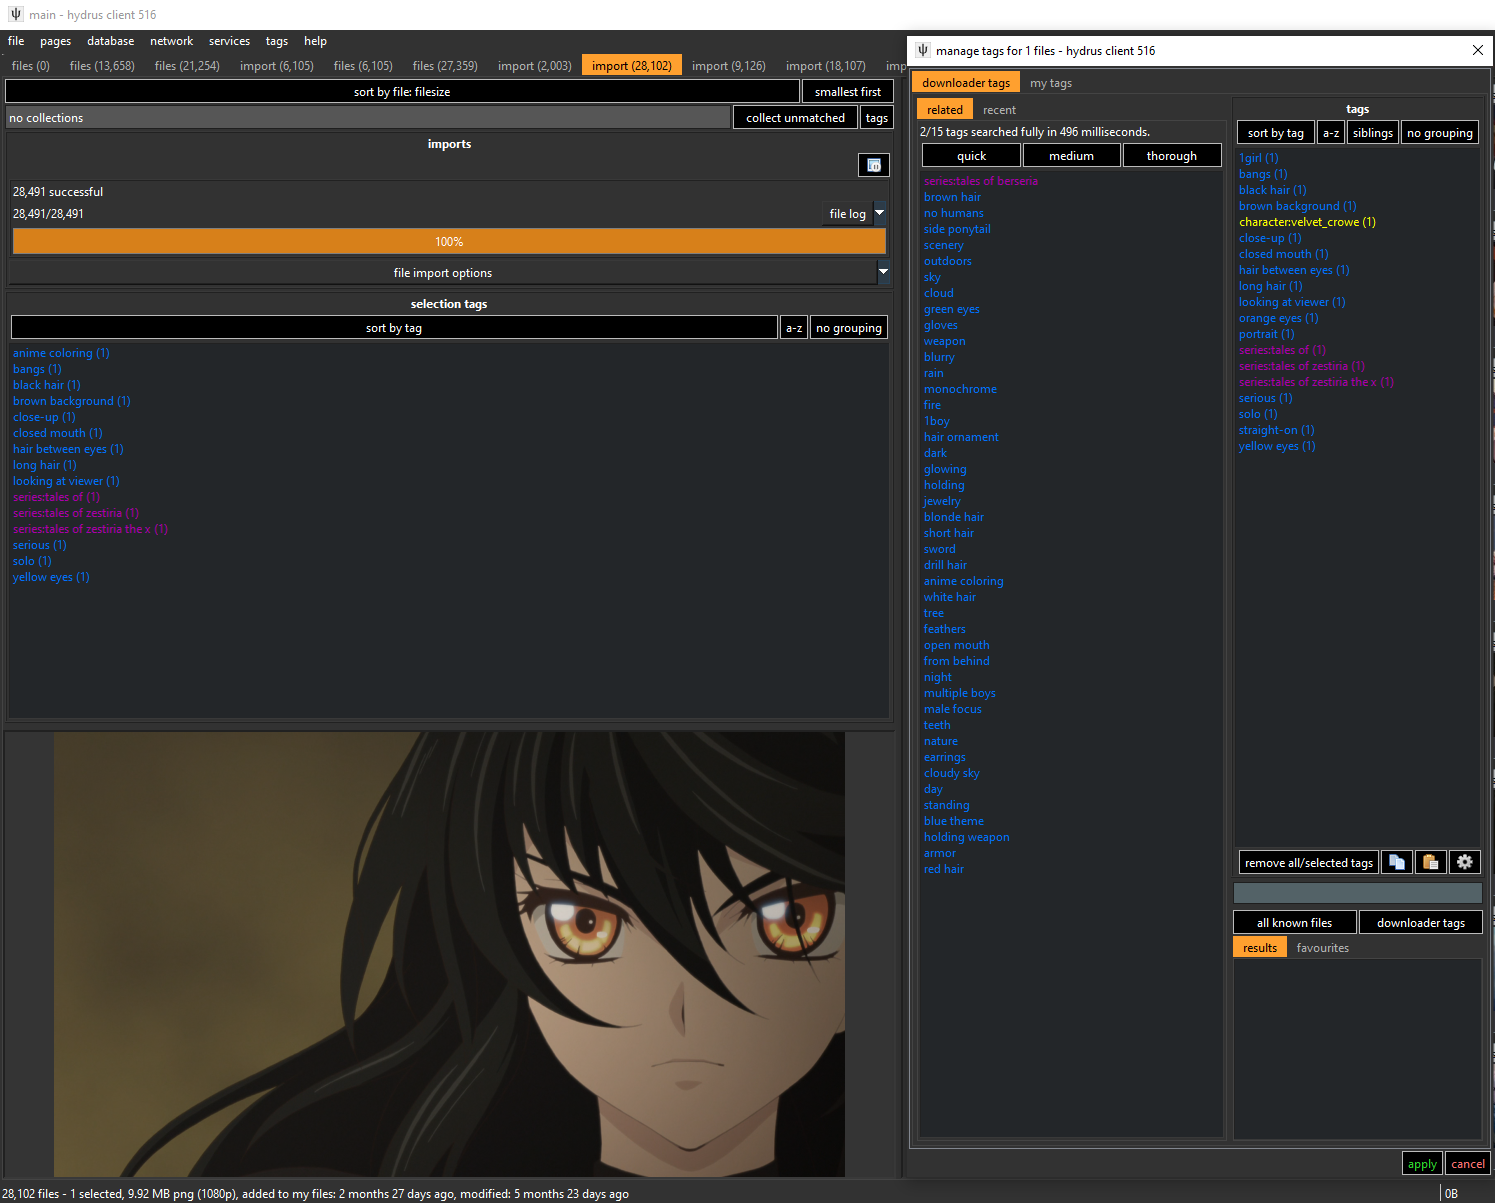 main - hydrus client 516
file pages database network services tags help
files (0) files (13,658) files (21,254) import (6,105) files (6,105) files (27,359) import (2,003) import (28,102) import (9,126) import (18,107) imp
sort by file: filesize smallest first
no collections collect unmatched tags
imports
28,491 successful
28,491/28,491 file log
100%
file import options
selection tags
sort by tag a-z no grouping
anime coloring (1)
bangs (1)
black hair (1)
brown background (1)
close-up (1)
closed mouth (1)
hair between eyes (1)
long hair (1)
looking at viewer (1)
series:tales of (1)
series:tales of zestiria (1)
series:tales of zestiria the x (1)
serious (1)
solo (1)
yellow eyes (1)
manage tags for 1 files - hydrus client 516
downloader tags my tags
related recent
2/15 tags searched fully in 496 milliseconds.
quick medium thorough
series:tales of berseria
brown hair
no humans
side ponytail
scenery
outdoors
sky
cloud
green eyes
gloves
weapon
blurry
rain
monochrome
fire
1boy
hair ornament
dark
glowing
holding
jewelry
blonde hair
short hair
sword
drill hair
anime coloring
white hair
tree
feathers
open mouth
from behind
night
multiple boys
male focus
teeth
nature
earrings
cloudy sky
day
standing
blue theme
holding weapon
armor
red hair
tags
sort by tag a-z siblings no grouping
1girl (1)
bangs (1)
black hair (1)
brown background (1)
character:velvet_crowe (1)
close-up (1)
closed mouth (1)
hair between eyes (1)
long hair (1)
looking at viewer (1)
orange eyes (1)
portrait (1)
series:tales of (1)
series:tales of zestiria (1)
series:tales of zestiria the x (1)
serious (1)
solo (1)
straight-on (1)
yellow eyes (1)
remove all/selected tags
all known files downloader tags
results favourites
apply cancel
28,102 files - 1 selected, 9.92 MB png (1080p), added to my files: 2 months 27 days ago, modified: 5 months 23 days ago
0B